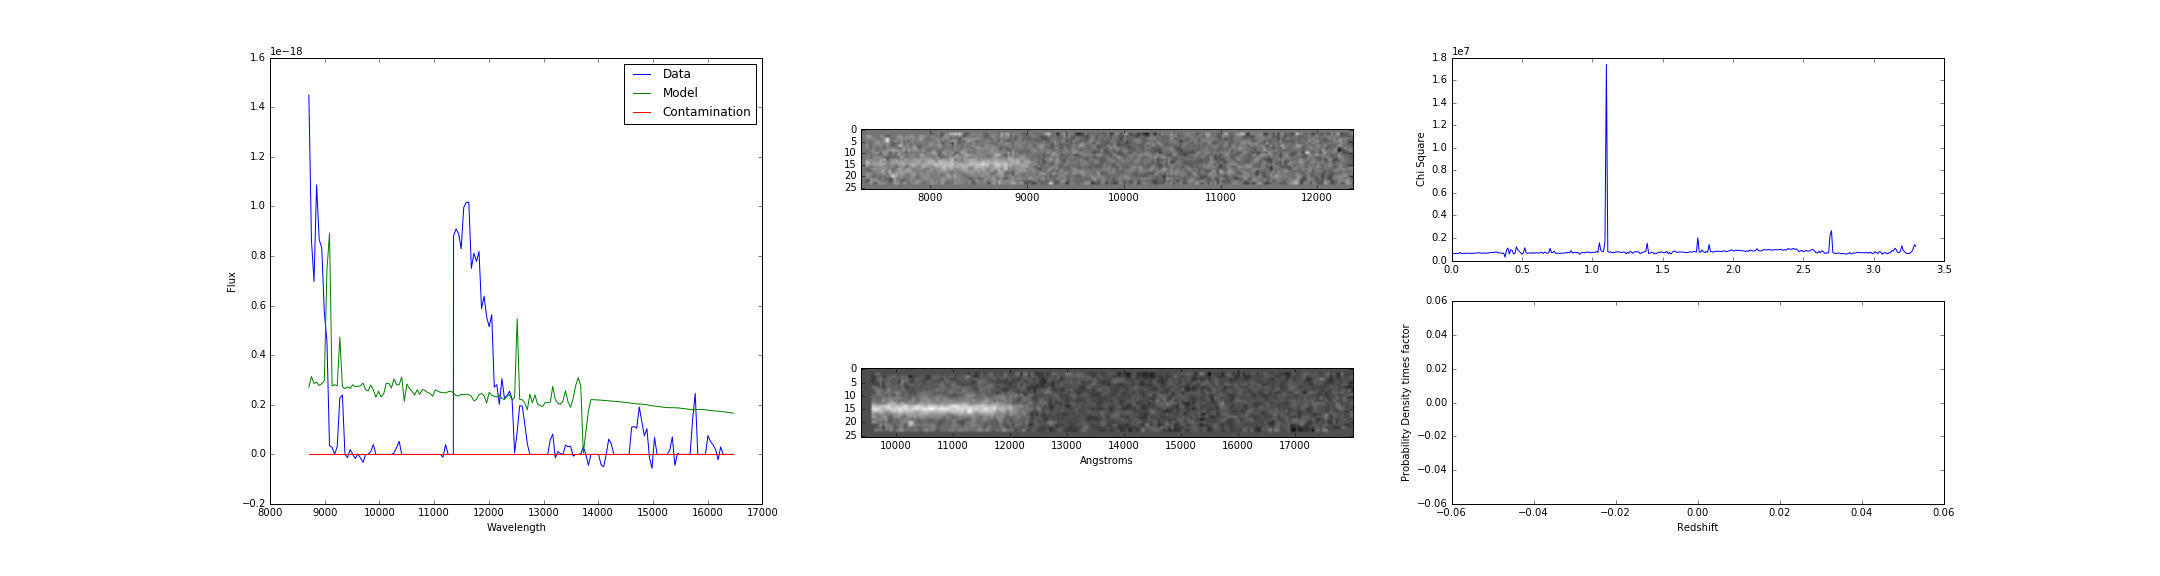 1e−18
1.6
1.4
1.2
1.0
0.8
0.6
0.4
0.2
0.0
−0.2
Flux
8000 9000 10000 11000 12000 13000 14000 15000 16000 17000
Wavelength
Data
Model
Contamination
0
5
10
15
20
25
8000 9000 10000 11000 12000
0
5
10
15
20
25
10000 11000 12000 13000 14000 15000 16000 17000
Angstroms
1e7
1.8
1.6
1.4
1.2
1.0
0.8
0.6
0.4
0.2
0.0
Chi Square
0.0 0.5 1.0 1.5 2.0 2.5 3.0 3.5
0.06
0.04
0.02
0.00
−0.02
−0.04
−0.06
Probability Density times factor
−0.06 −0.04 −0.02 0.00 0.02 0.04 0.06
Redshift